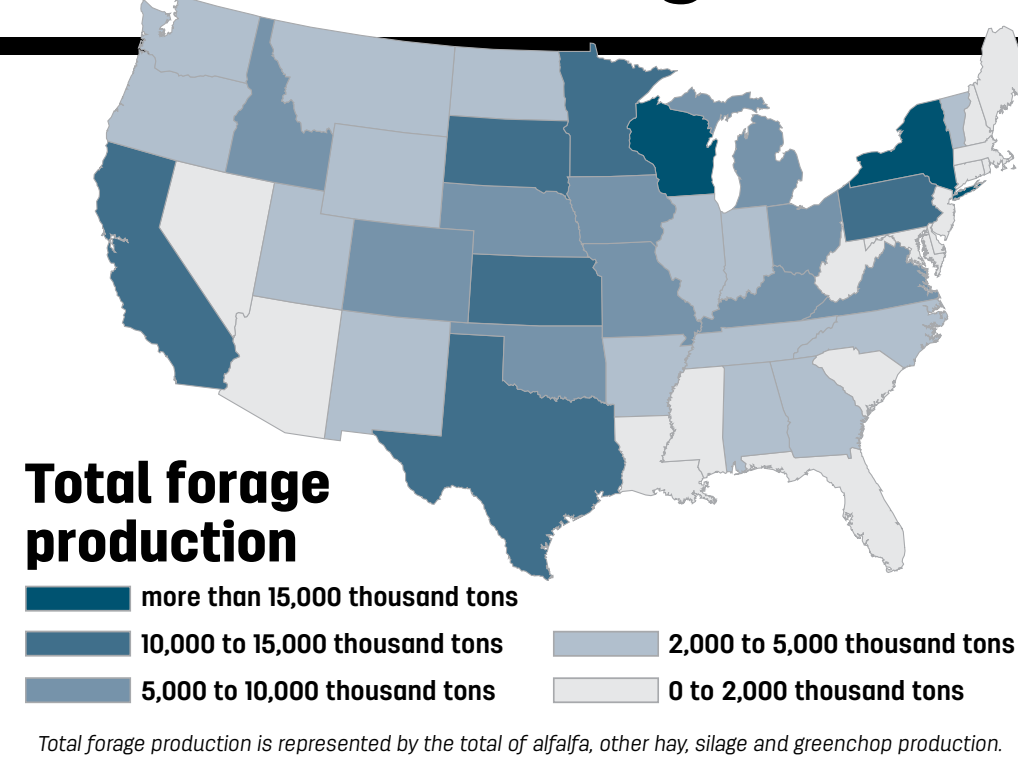 Total forage
production
more than 15,000 thousand tons
10,000 to 15,000 thousand tons
5,000 to 10,000 thousand tons
2,000 to 5,000 thousand tons
0 to 2,000 thousand tons
Total forage production is represented by the total of alfalfa, other hay, silage and greenchop production.